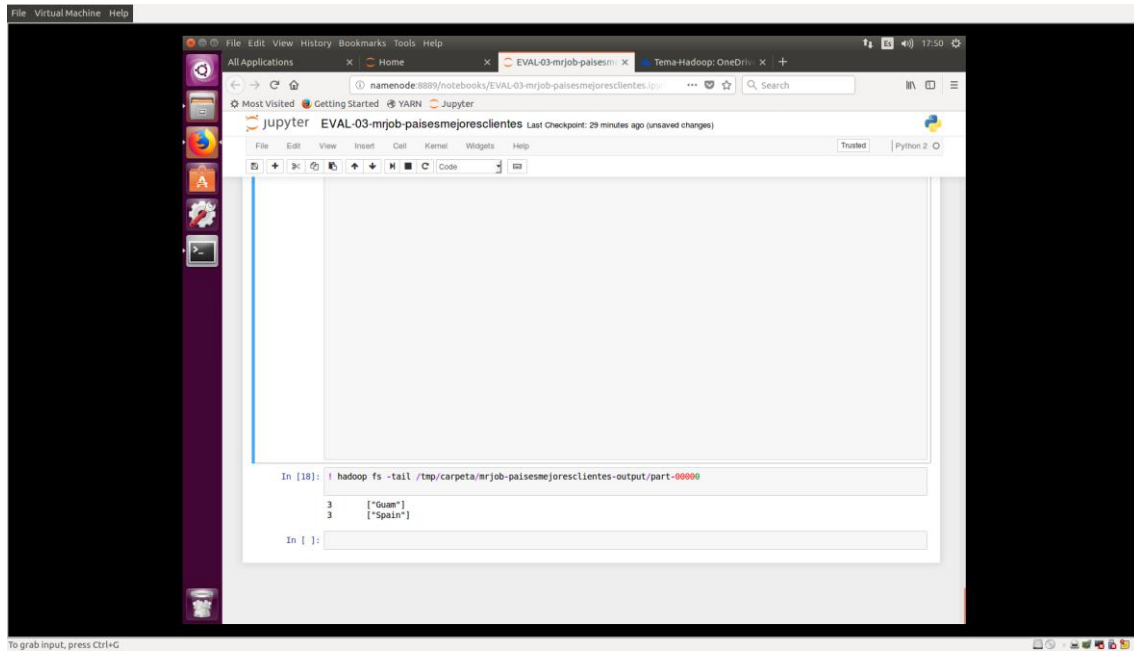 File Virtual Machine Help
File Edit View History Bookmarks Tools Help
Es 17:50
All Applications × Home × EVAL-03-mrjob-paisesm × Tema-Hadoop: OneDriv × +
namenode:8889/notebooks/EVAL-03-mrjob-paisesmejoresclientes.ipy ... Search
Most Visited Getting Started YARN Jupyter
jupyter EVAL-03-mrjob-paisesmejoresclientes Last Checkpoint: 29 minutes ago (unsaved changes)
File Edit View Insert Cell Kernel Widgets Help Trusted Python 2
Code
In [18]: ! hadoop fs -tail /tmp/carpeta/mrjob-paisesmejoresclientes-output/part-00000
3 ["Guam"]
3 ["Spain"]
In [ ]:
To grab input, press Ctrl+G